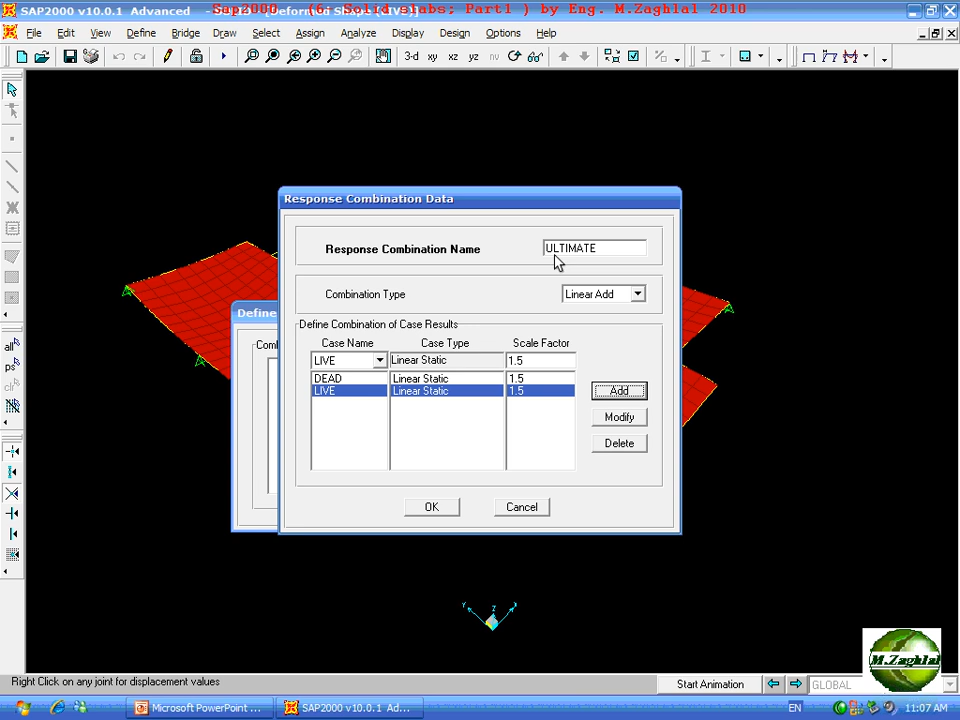 SAP2000 v10.0.1 Advanced
Sap2000 (6: Solid slabs; Part1 ) by Eng. M.Zaghlal 2010
File Edit View Define Bridge Draw Select Assign Analyze Display Design Options Help
3-d xy xz yz nv
all
ps
clr
Response Combination Data
Response Combination Name ULTIMATE
Combination Type Linear Add
Define Combination of Case Results
Case Name Case Type Scale Factor
LIVE Linear Static 1.5
DEAD Linear Static 1.5
LIVE Linear Static 1.5
Add
Modify
Delete
OK Cancel
Define
Y Z X
M.Zaghlal
Right Click on any joint for displacement values
Start Animation GLOBAL
Microsoft PowerPoint ... SAP2000 v10.0.1 Ad... EN 11:07 AM